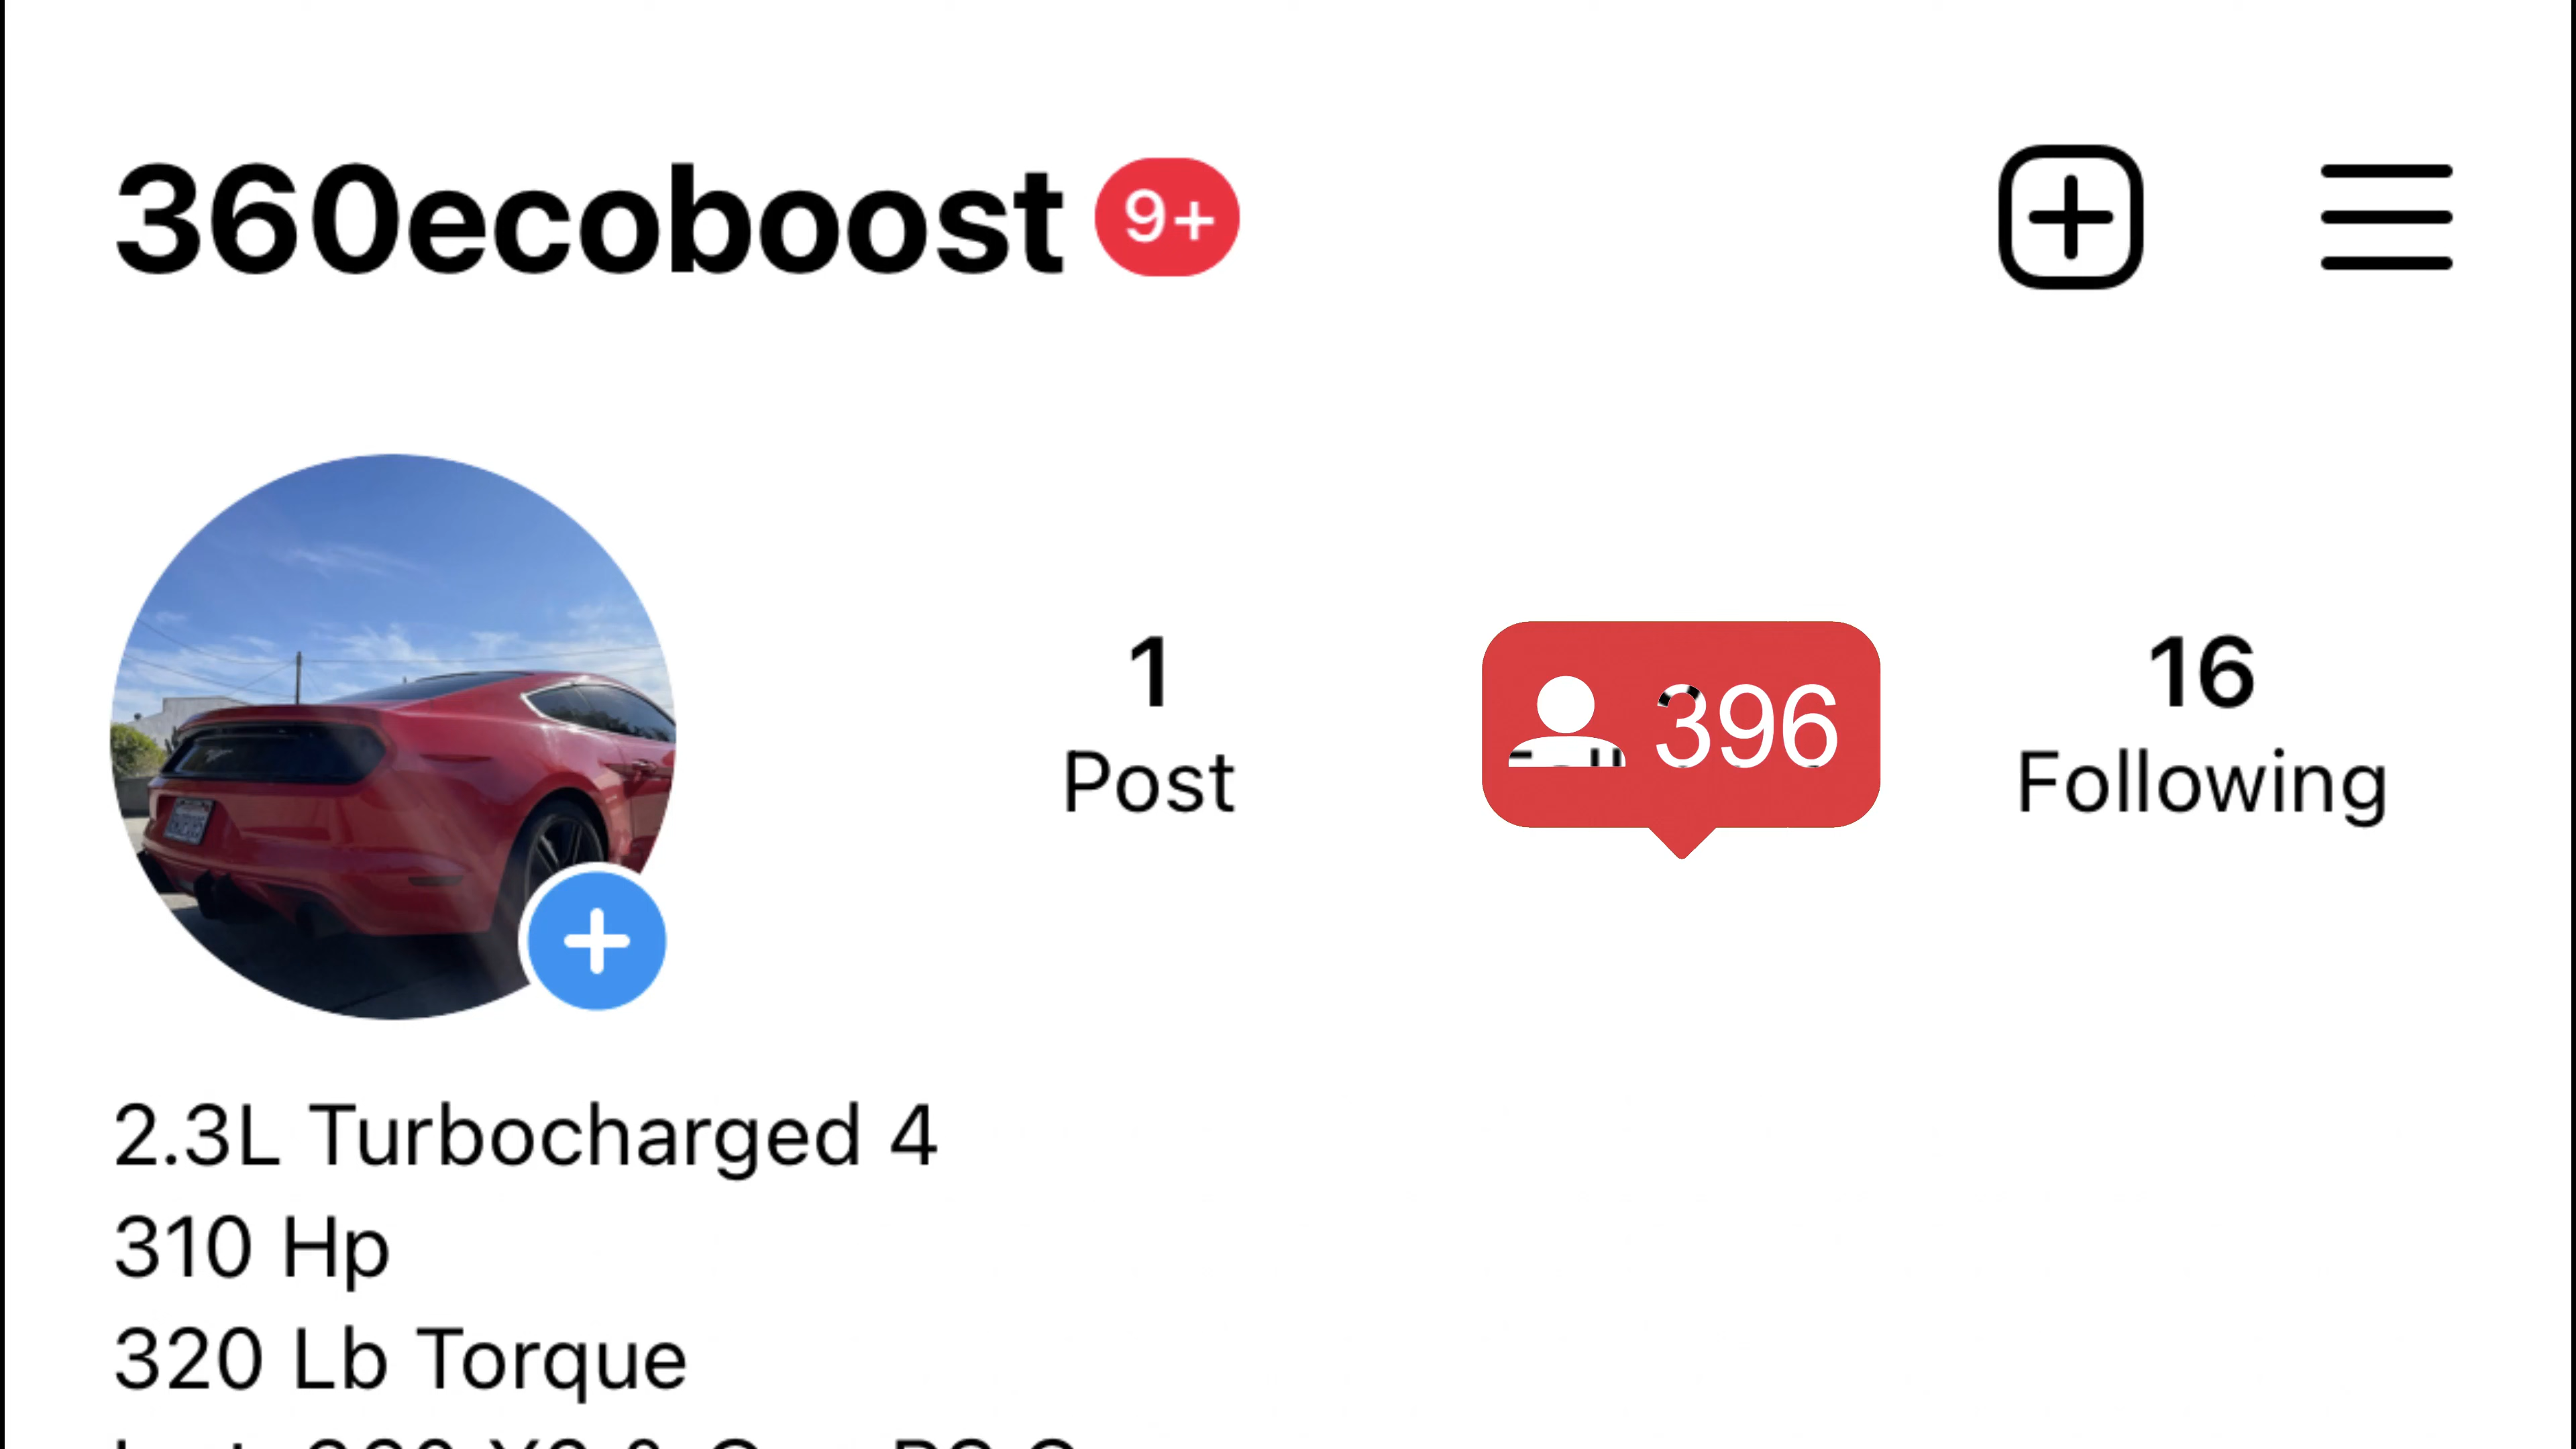 360ecoboost 9+
1
Post
396
16
Following
2.3L Turbocharged 4
310 Hp
320 Lb Torque